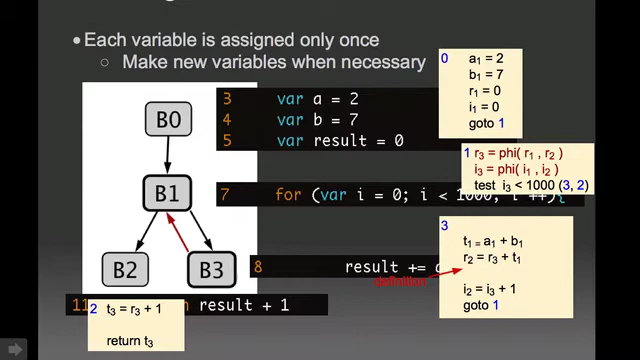 • Each variable is assigned only once
○ Make new variables when necessary
B0
B1
B2
B3
3 var a = 2
4 var b = 7
5 var result = 0
7 for (var i = 0; i < 1000; i ++){
8 result +=
definition
11 result + 1
0 a₁ = 2
b₁ = 7
r₁ = 0
i₁ = 0
goto 1
1 r₃ = phi( r₁ , r₂ )
i₃ = phi( i₁ , i₂ )
test i₃ < 1000 (3, 2)
3
t₁ = a₁ + b₁
r₂ = r₃ + t₁
i₂ = i₃ + 1
goto 1
2 t₃ = r₃ + 1
return t₃